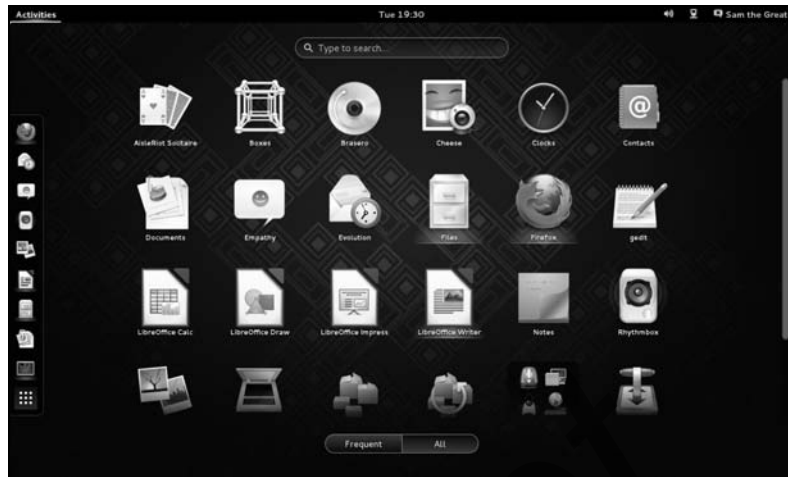 Activities Tue 19:30 Sam the Great
Type to search...
AisleRiot Solitaire Boxes Brasero Cheese Clocks Contacts
Documents Empathy Evolution Files Firefox gedit
LibreOffice Calc LibreOffice Draw LibreOffice Impress LibreOffice Writer Notes Rhythmbox
Frequent All